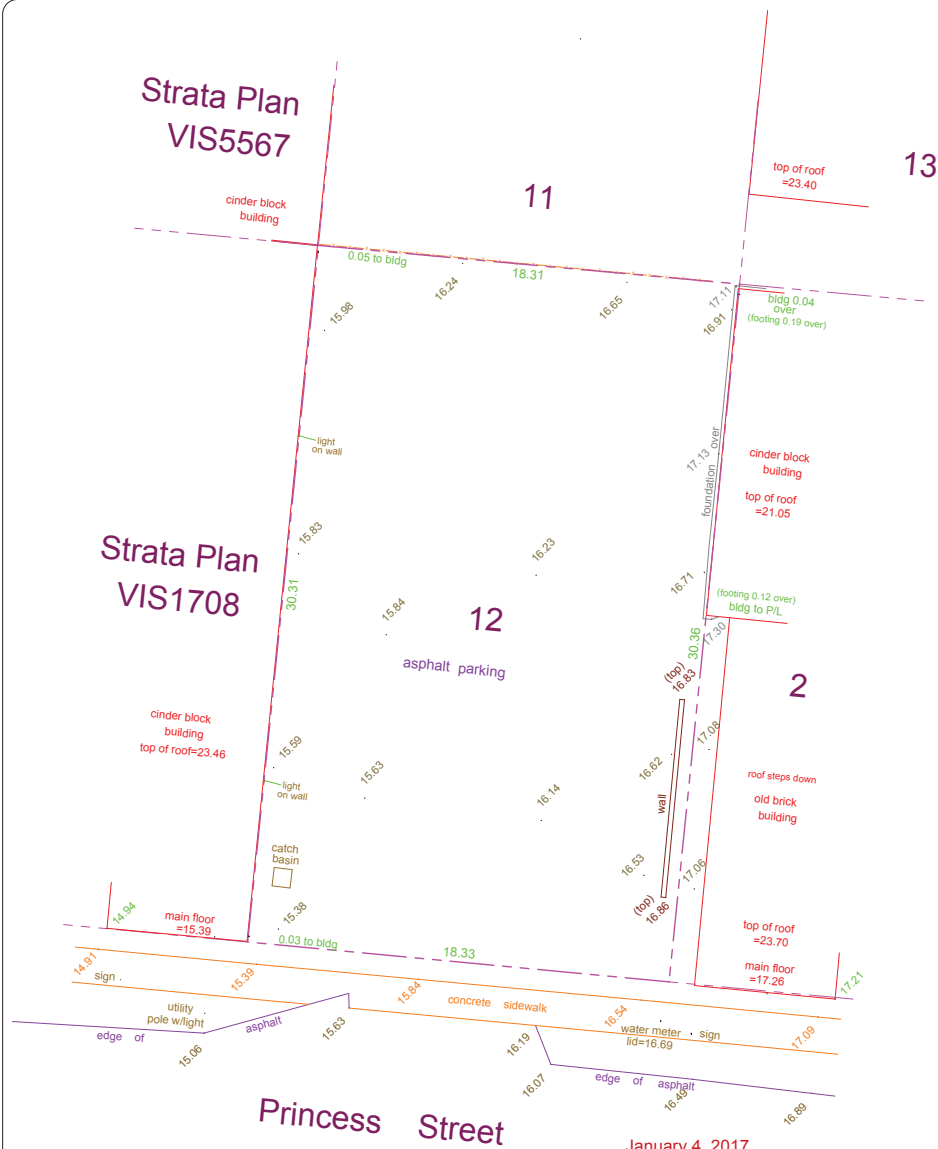 Strata Plan
VIS5567
11
13
top of roof
=23.40
cinder block
building
0.05 to bldg
18.31
16.24
16.65
15.98
17.11
16.91
bldg 0.04
over
(footing 0.19 over)
light
on wall
17.13
foundation over
cinder block
building
top of roof
=21.05
15.83
16.23
16.71
Strata Plan
VIS1708
30.31
15.84
12
asphalt parking
(footing 0.12 over)
bldg to P/L
17.30
30.36
(top)
16.83
2
cinder block
building
top of roof=23.46
15.59
15.63
16.14
16.62
17.08
light
on wall
wall
roof steps down
old brick
building
catch
basin
16.53
17.06
(top)
16.86
14.94
main floor
=15.39
15.38
0.03 to bldg
18.33
top of roof
=23.70
main floor
=17.26
17.21
14.91
sign
15.39
15.84
concrete sidewalk
16.54
17.09
utility
pole w/light
water meter
lid=16.69
sign
edge of
asphalt
15.06
15.63
16.19
16.07
edge of asphalt
16.49
16.89
Princess Street
January 4, 2017